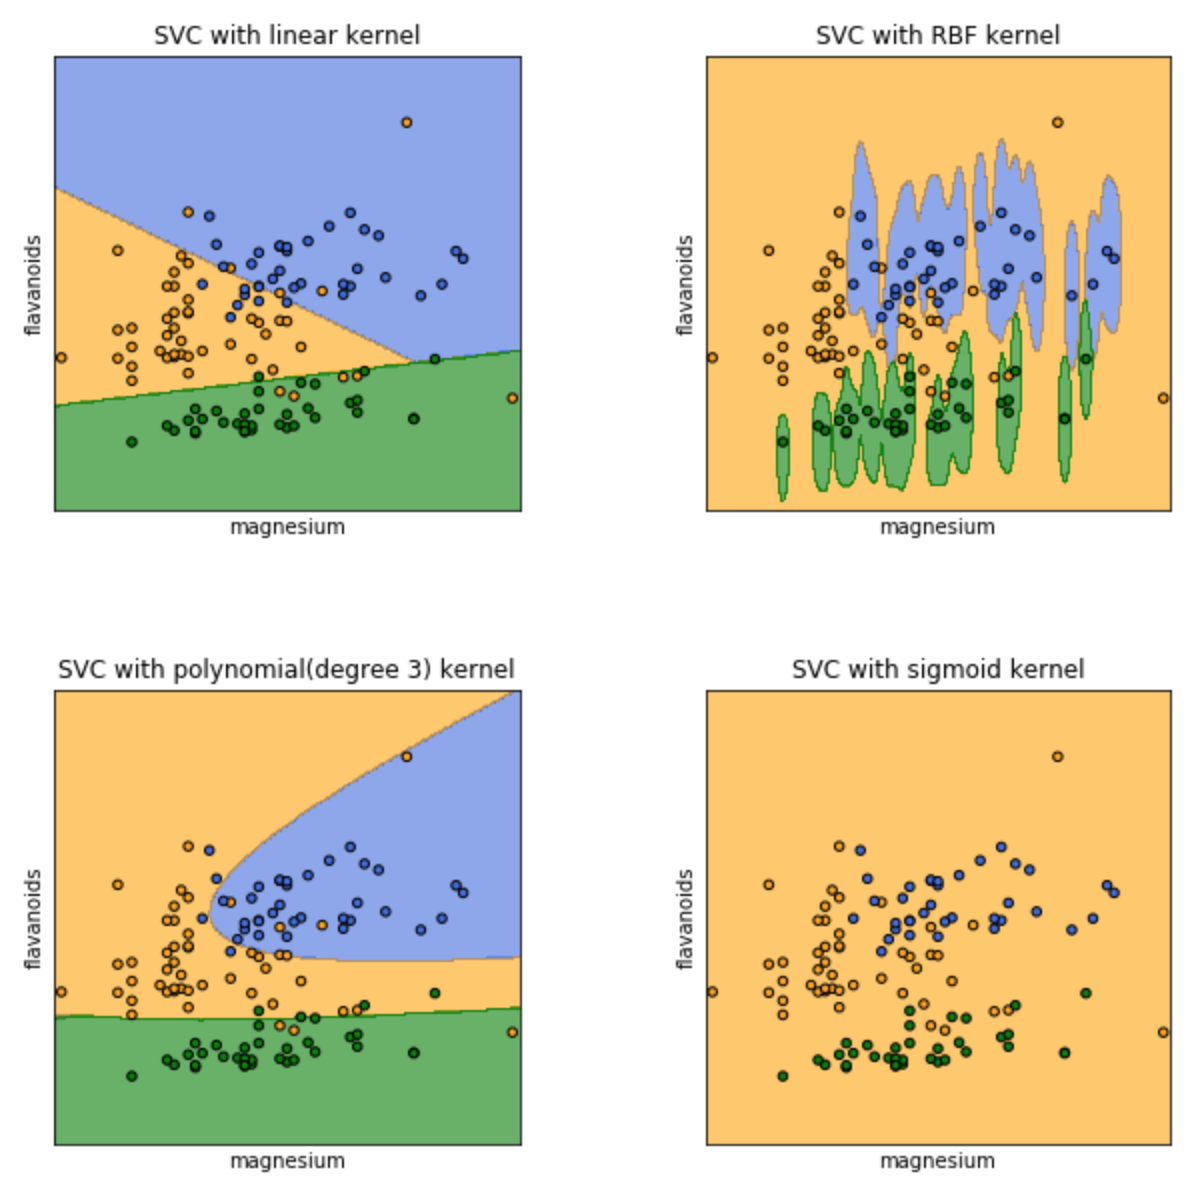 SVC with linear kernel
flavanoids
magnesium
SVC with RBF kernel
flavanoids
magnesium
SVC with polynomial(degree 3) kernel
flavanoids
magnesium
SVC with sigmoid kernel
flavanoids
magnesium